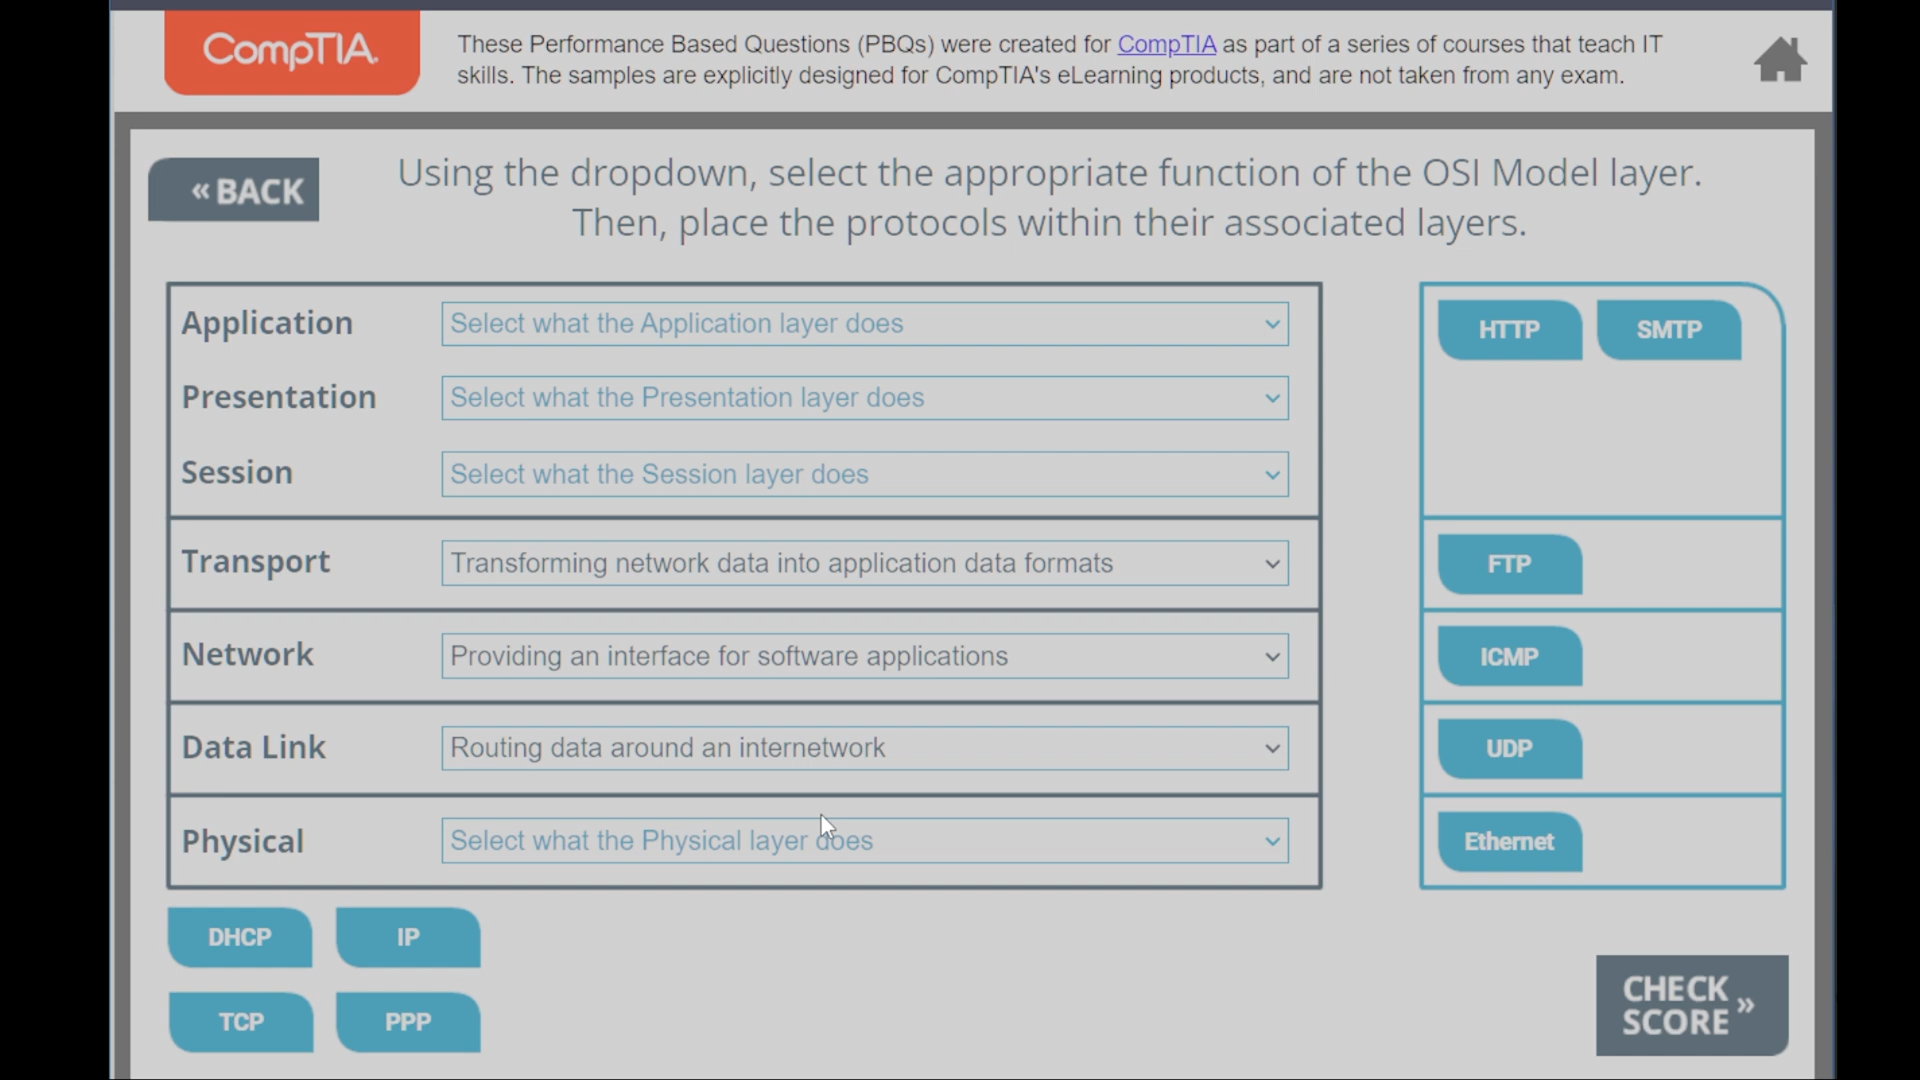 CompTIA.
These Performance Based Questions (PBQs) were created for CompTIA as part of a series of courses that teach IT
skills. The samples are explicitly designed for CompTIA's eLearning products, and are not taken from any exam.
« BACK
Using the dropdown, select the appropriate function of the OSI Model layer.
Then, place the protocols within their associated layers.
Application Select what the Application layer does HTTP SMTP
Presentation Select what the Presentation layer does
Session Select what the Session layer does
Transport Transforming network data into application data formats FTP
Network Providing an interface for software applications ICMP
Data Link Routing data around an internetwork UDP
Physical Select what the Physical layer does Ethernet
DHCP IP
TCP PPP
CHECK
SCORE »